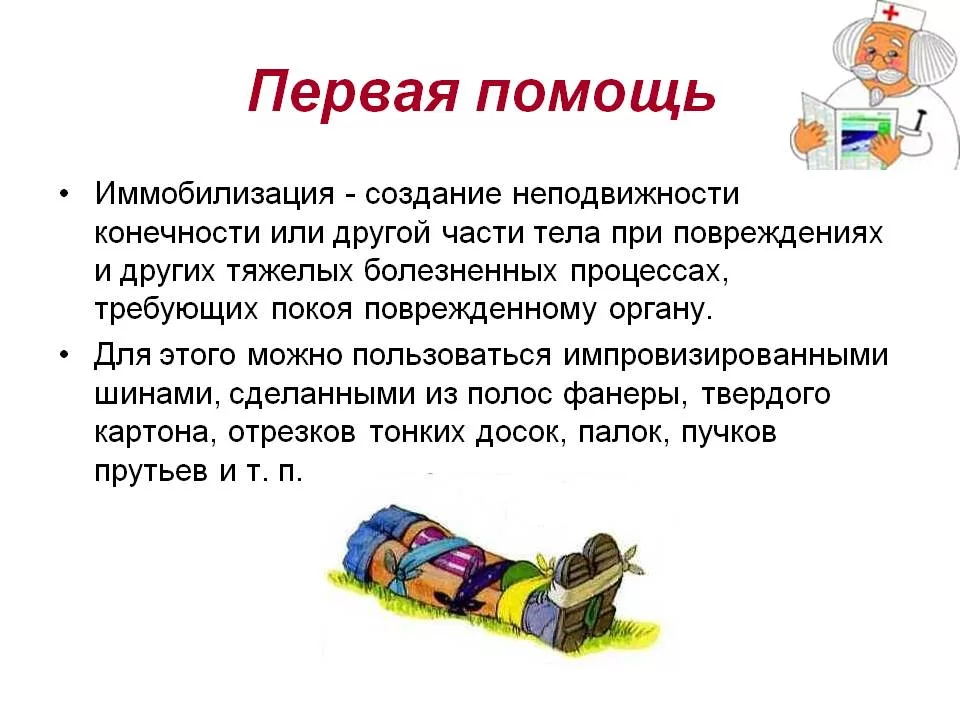 Первая помощь
• Иммобилизация - создание неподвижности
конечности или другой части тела при повреждениях
и других тяжелых болезненных процессах,
требующих покоя поврежденному органу.
• Для этого можно пользоваться импровизированными
шинами, сделанными из полос фанеры, твердого
картона, отрезков тонких досок, палок, пучков
прутьев и т. п.